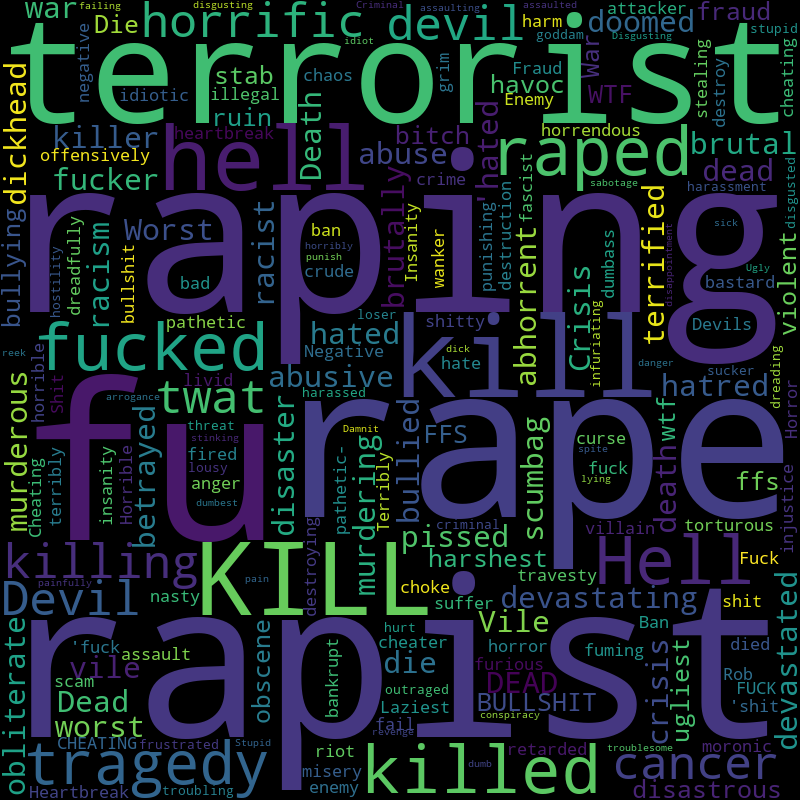 war
failing
disgusting
horrific
devil
Criminal
assaulting
assaulted
harm
attacker
fraud
Die
goddam
doomed
stupid
terrorist
negative
idiotic
stab
illegal
ruin
chaos
Death
idiot
grim
havoc
Fraud
Enemy
Disgusting
War
WTF
stealing
destroy
cheating
dickhead
killer
offensively
fucker
heartbreak
hell
bitch
abuse
crime
'hated
horrendous
raped
fascist
sabotage
brutal
dead
harassment
disgusted
raping
bullying
hostility
dreadfully
racism
bullshit
Worst
bad
pathetic
racist
ban
horribly
punish
crude
brutally
Insanity
wanker
punishing
destruction
abhorrent
dumbass
Crisis
infuriating
terrified
disappointment
sick
Ugly
bastard
Devils
violent
loser
shitty
hated
Negative
dick
hate
kill
reek
horrible
fucked
Shit
arrogance
livid
twat
abusive
harassed
danger
sucker
hatred
dreading
Horror
murderous
Cheating
terribly
fu
insanity
Horrible
betrayed
threat
stinking
fired
lousy
anger
dumbest
disaster
rape
Damnit
pathetic-
Terribly
murdering
bullied
FFS
scumbag
curse
spite
fuck
lying
death
wtf
ffs
injustice
criminal
villain
torturous
pissed
killing
painfully
nasty
KILL
pain
destroying
choke
harshest
suffer
travesty
Hell
Fuck
shit
Devil
devastating
obliterate
rapist
'fuck
vile
scam
assault
Dead
worst
obscene
bankrupt
hurt
cheater
horror
die
furious
outraged
Laziest
fail
revenge
conspiracy
Vile
DEAD
BULLSHIT
fuming
Ban
crisis
ugliest
died
Rob
FUCK
'shit
devastated
CHEATING
frustrated
Stupid
tragedy
riot
misery
enemy
killed
dumb
retarded
troublesome
moronic
cancer
Heartbreak
troubling
disastrous